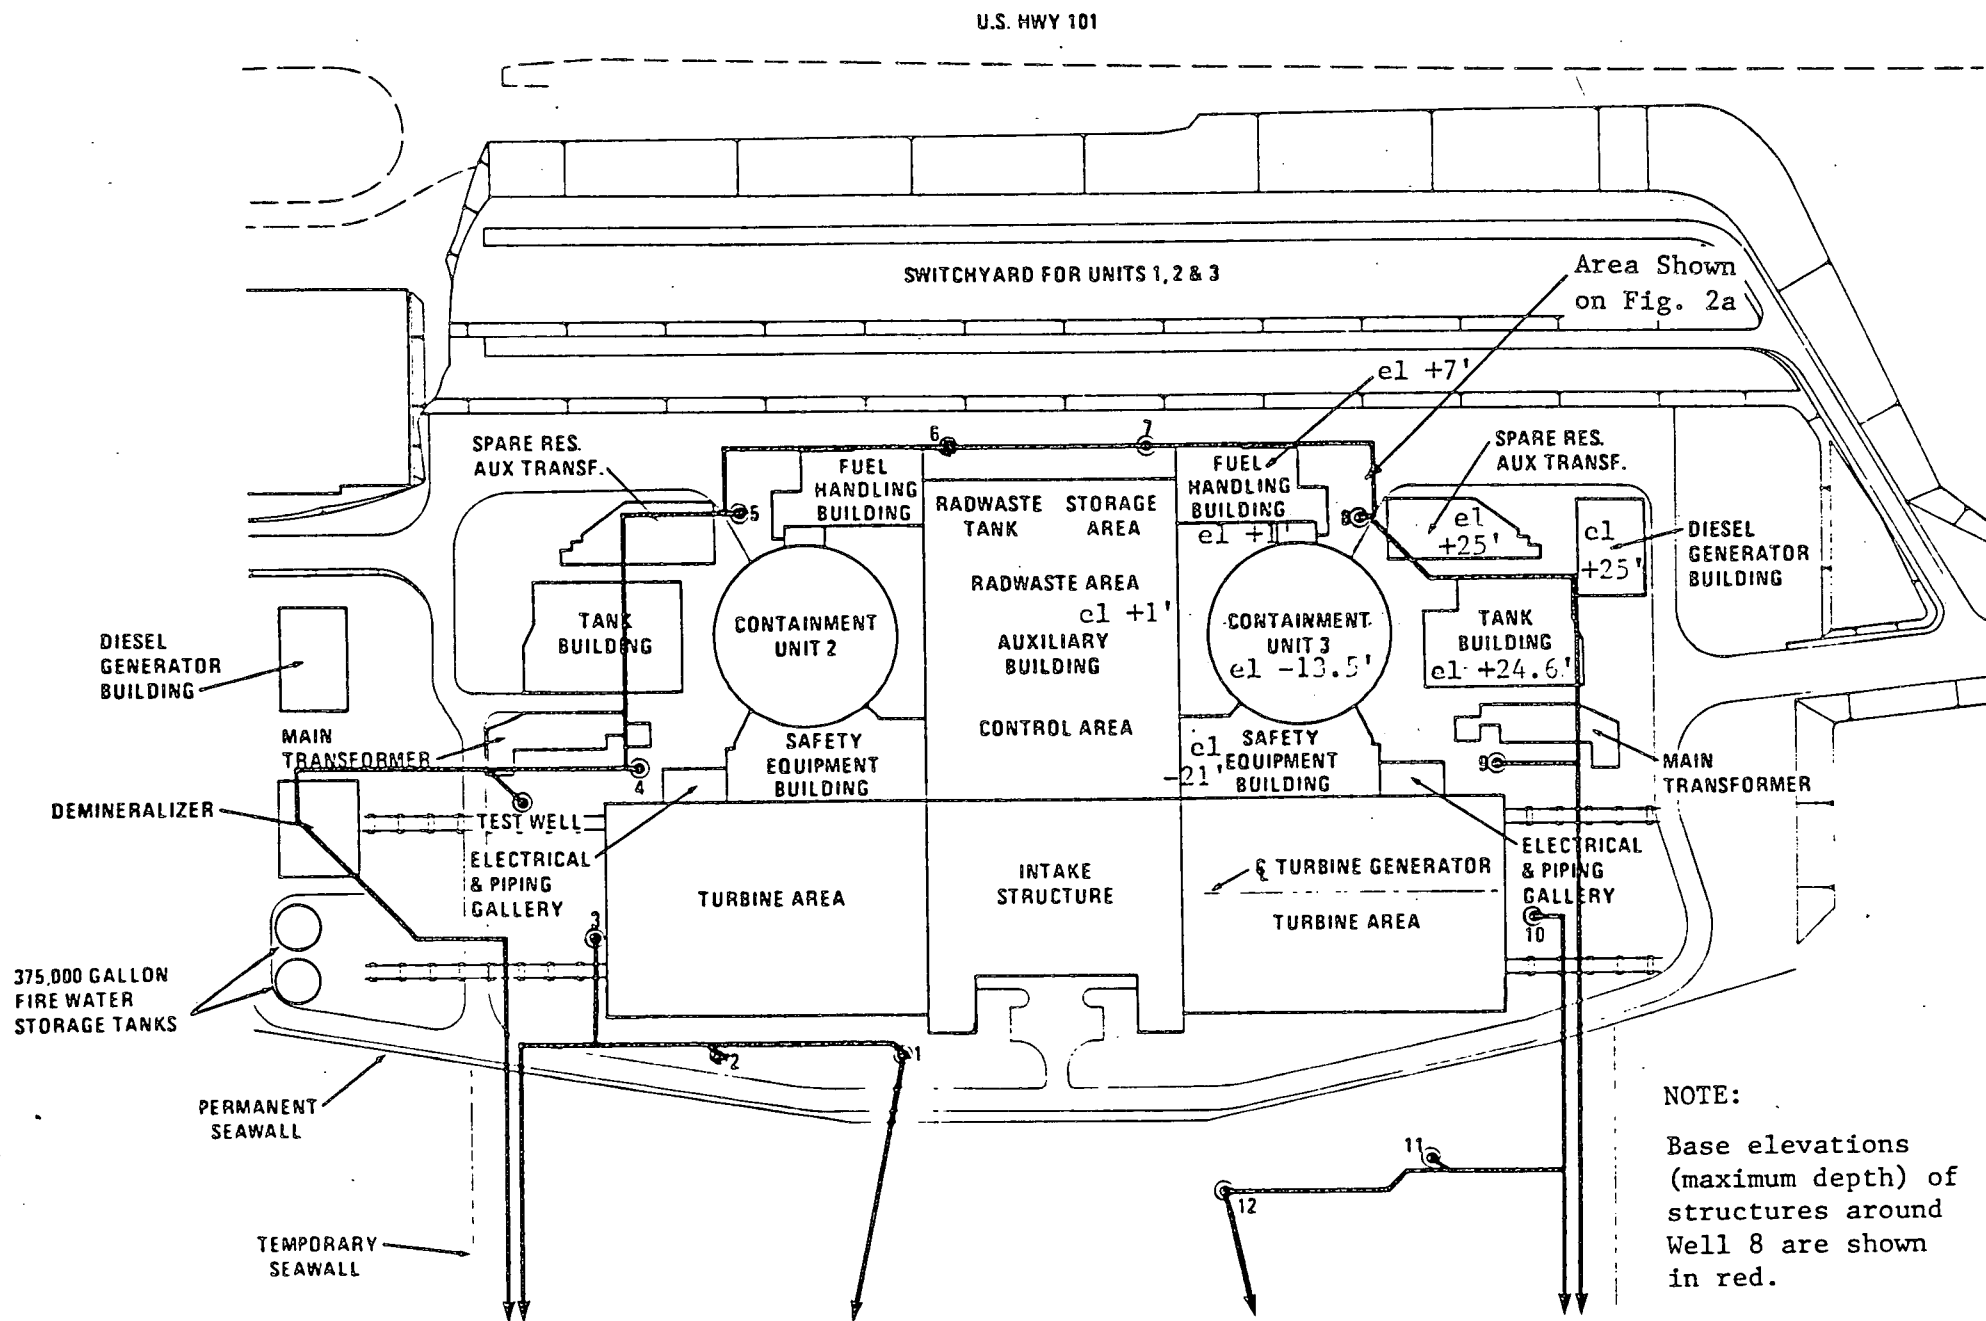 U.S. HWY 101
SWITCHYARD FOR UNITS 1, 2 & 3
Area Shown
on Fig. 2a
el +7'
6
7
SPARE RES.
AUX TRANSF.
FUEL
HANDLING
BUILDING
5
RADWASTE STORAGE
TANK AREA
FUEL
HANDLING
BUILDING
el +1'
8
SPARE RES.
AUX TRANSF.
el
+25'
el
+25'
DIESEL
GENERATOR
BUILDING
RADWASTE AREA
el +1'
AUXILIARY
BUILDING
TANK
BUILDING
CONTAINMENT
UNIT 2
CONTAINMENT
UNIT 3
el -13.5'
TANK
BUILDING
el +24.6'
DIESEL
GENERATOR
BUILDING
CONTROL AREA
MAIN
TRANSFORMER
SAFETY
EQUIPMENT
BUILDING
4
el
-21'
SAFETY
EQUIPMENT
BUILDING
9
MAIN
TRANSFORMER
DEMINERALIZER
TEST WELL
ELECTRICAL
& PIPING
GALLERY
3
TURBINE AREA
INTAKE
STRUCTURE
℄ TURBINE GENERATOR
TURBINE AREA
ELECTRICAL
& PIPING
GALLERY
10
375,000 GALLON
FIRE WATER
STORAGE TANKS
2
1
PERMANENT
SEAWALL
11
12
TEMPORARY
SEAWALL
NOTE:
Base elevations
(maximum depth) of
structures around
Well 8 are shown
in red.